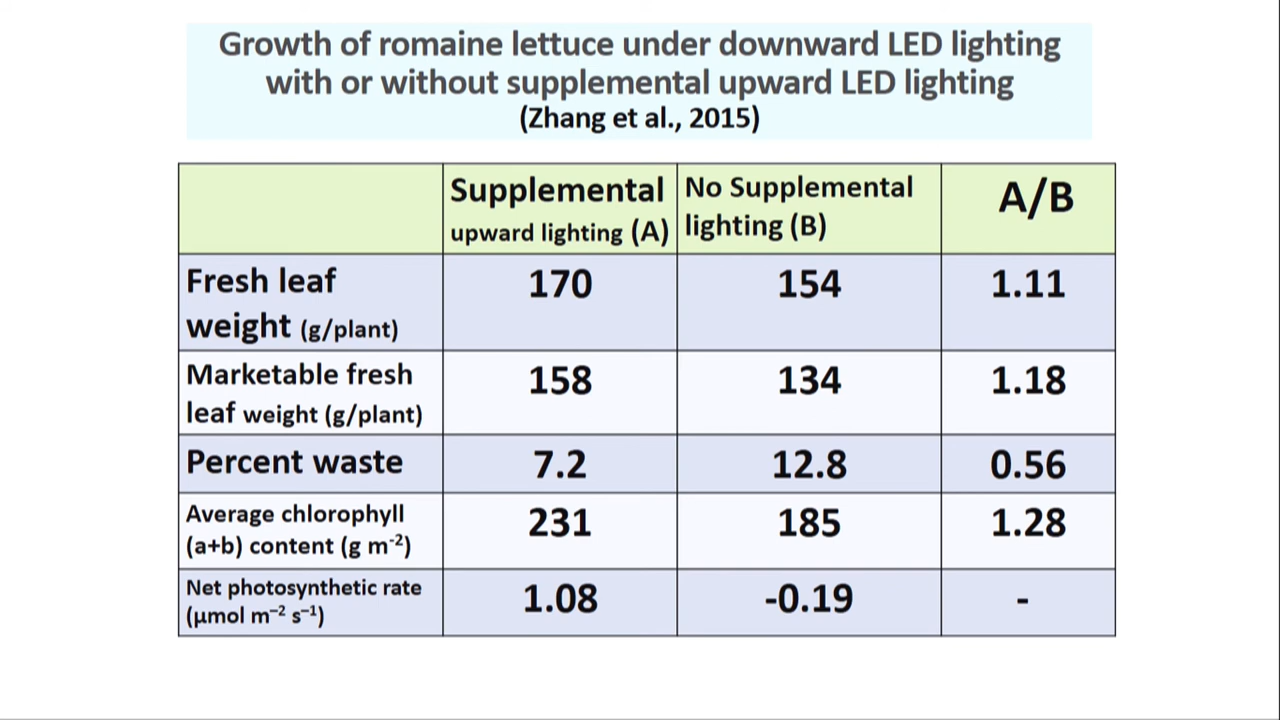 Growth of romaine lettuce under downward LED lighting
with or without supplemental upward LED lighting
(Zhang et al., 2015)
Supplemental
upward lighting (A)
No Supplemental
lighting (B)
A/B
Fresh leaf
weight (g/plant)
170
154
1.11
Marketable fresh
leaf weight (g/plant)
158
134
1.18
Percent waste
7.2
12.8
0.56
Average chlorophyll
(a+b) content (g m⁻²)
231
185
1.28
Net photosynthetic rate
(µmol m⁻² s⁻¹)
1.08
-0.19
-